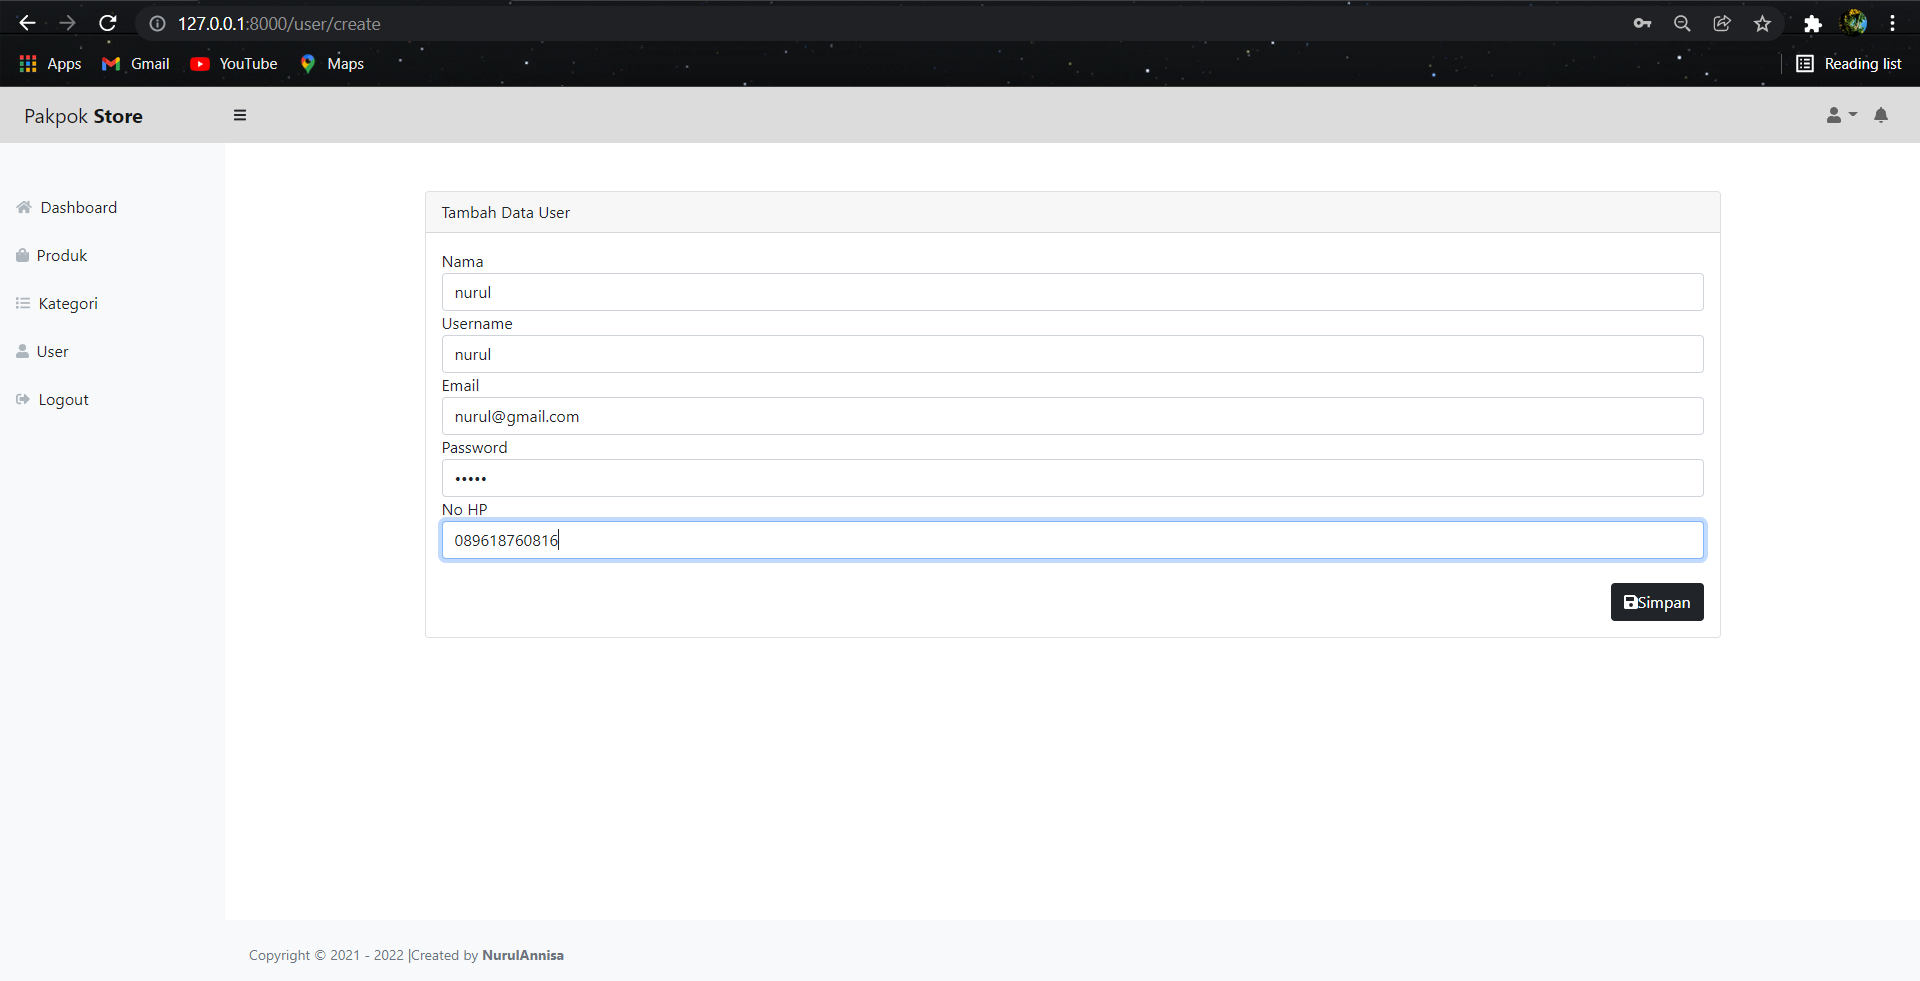 127.0.0.1:8000/user/create
Apps Gmail YouTube Maps Reading list
Pakpok Store
Dashboard
Produk
Kategori
User
Logout
Tambah Data User
Nama
nurul
Username
nurul
Email
nurul@gmail.com
Password
•••••
No HP
089618760816
Simpan
Copyright © 2021 - 2022 |Created by NurulAnnisa